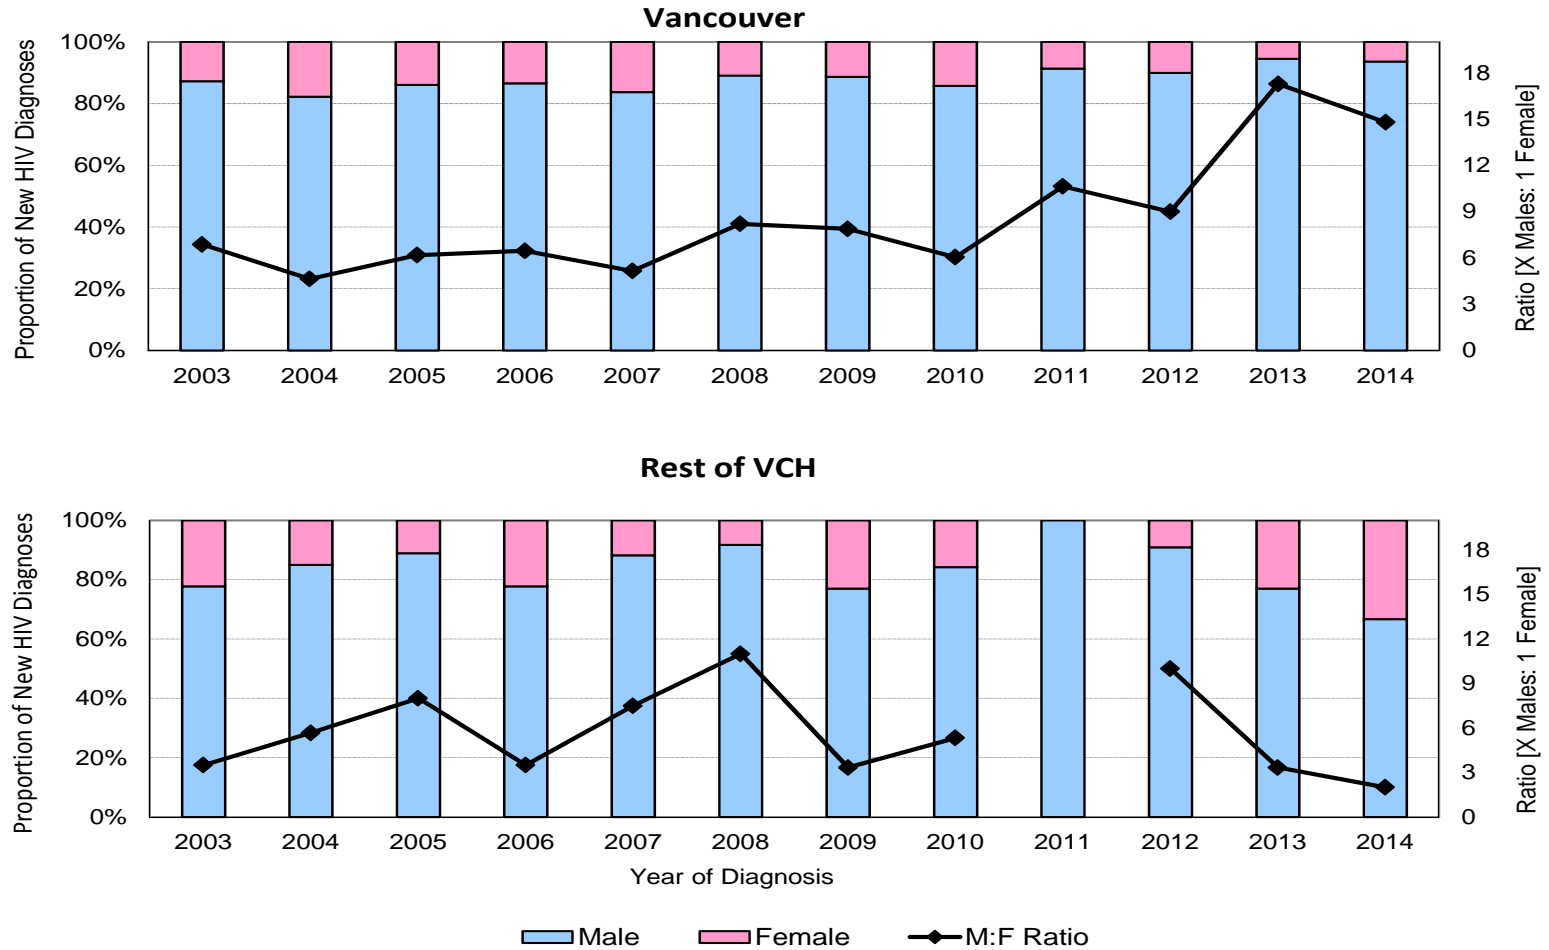 Vancouver
Proportion of New HIV Diagnoses
100%
80%
60%
40%
20%
0%
18
15
12
9
6
3
0
Ratio [X Males: 1 Female]
2003 2004 2005 2006 2007 2008 2009 2010 2011 2012 2013 2014
Rest of VCH
Proportion of New HIV Diagnoses
100%
80%
60%
40%
20%
0%
18
15
12
9
6
3
0
Ratio [X Males: 1 Female]
2003 2004 2005 2006 2007 2008 2009 2010 2011 2012 2013 2014
Year of Diagnosis
Male Female M:F Ratio